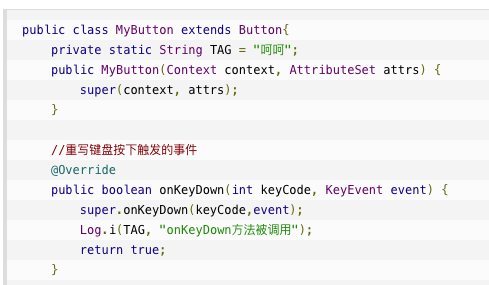 public class MyButton extends Button{
    private static String TAG = "呵呵";
    public MyButton(Context context, AttributeSet attrs) {
        super(context, attrs);
    }

    //重写键盘按下触发的事件
    @Override
    public boolean onKeyDown(int keyCode, KeyEvent event) {
        super.onKeyDown(keyCode,event);
        Log.i(TAG, "onKeyDown方法被调用");
        return true;
    }